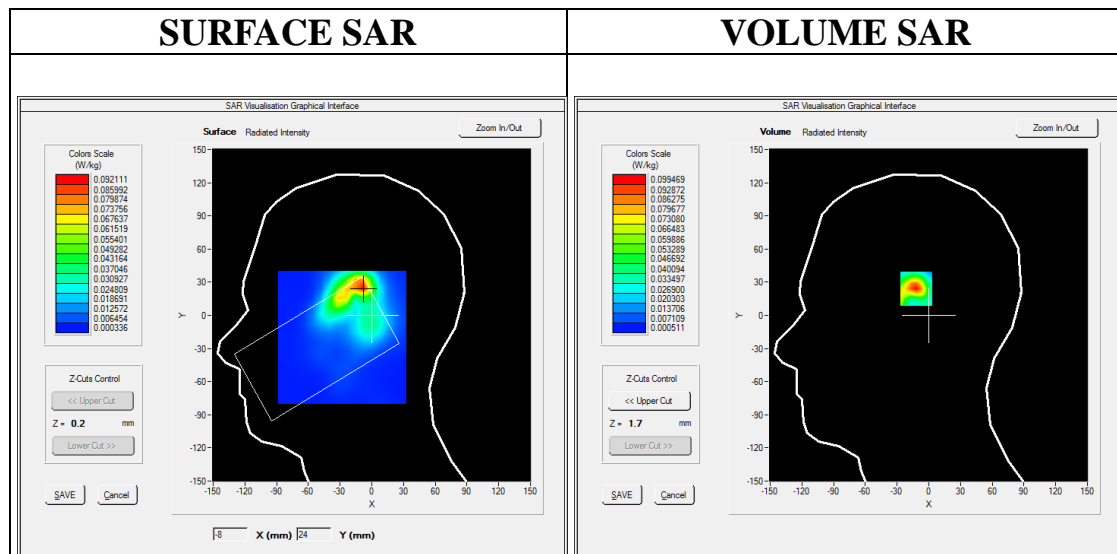 SURFACE SAR
VOLUME SAR
SAR Visualisation Graphical Interface
Surface Radiated Intensity
Zoom In/Out
Colors Scale
(W/kg)
0.092111
0.085992
0.079874
0.073756
0.067637
0.061519
0.055401
0.049282
0.043164
0.037046
0.030927
0.024809
0.018691
0.012572
0.006454
0.000336
Z-Cuts Control
<< Upper Cut
Z = 0.2 mm
Lower Cut >>
SAVE Cancel
150
120
90
60
30
0
-30
-60
-90
-120
-150
Y
-150 -120 -90 -60 -30 0 30 60 90 120 150
X
-8 X (mm) 24 Y (mm)
SAR Visualisation Graphical Interface
Volume Radiated Intensity
Zoom In/Out
Colors Scale
(W/kg)
0.099469
0.092872
0.086275
0.079677
0.073080
0.066483
0.059886
0.053289
0.046692
0.040094
0.033497
0.026900
0.020303
0.013706
0.007109
0.000511
Z-Cuts Control
<< Upper Cut
Z = 1.7 mm
Lower Cut >>
SAVE Cancel
150
120
90
60
30
0
-30
-60
-90
-120
-150
Y
-150 -120 -90 -60 -30 0 30 60 90 120 150
X